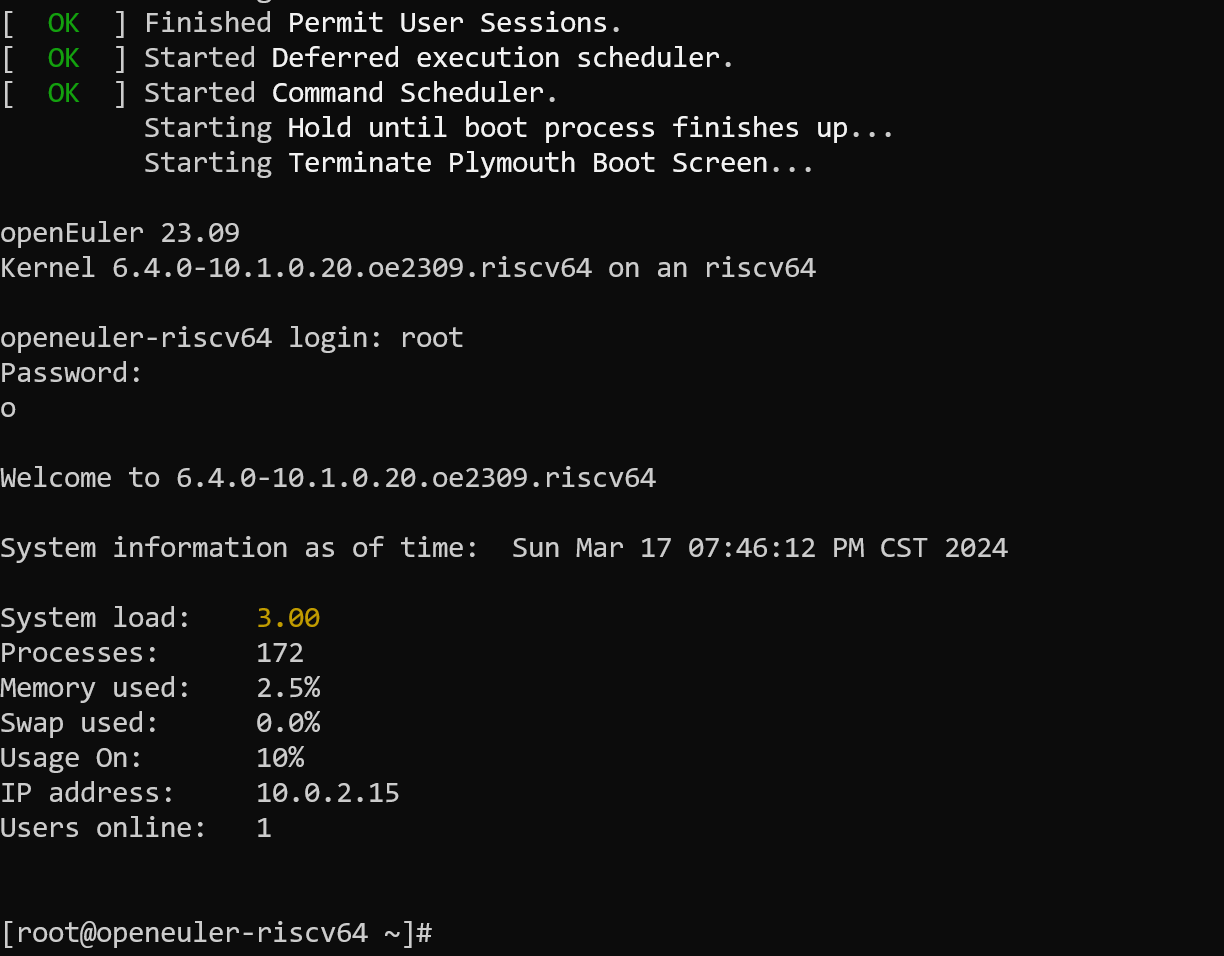 [  OK  ] Finished Permit User Sessions.
[  OK  ] Started Deferred execution scheduler.
[  OK  ] Started Command Scheduler.
         Starting Hold until boot process finishes up...
         Starting Terminate Plymouth Boot Screen...
openEuler 23.09
Kernel 6.4.0-10.1.0.20.oe2309.riscv64 on an riscv64
openeuler-riscv64 login: root
Password:
o
Welcome to 6.4.0-10.1.0.20.oe2309.riscv64
System information as of time:  Sun Mar 17 07:46:12 PM CST 2024
System load:    3.00
Processes:      172
Memory used:    2.5%
Swap used:      0.0%
Usage On:       10%
IP address:     10.0.2.15
Users online:   1
[root@openeuler-riscv64 ~]#